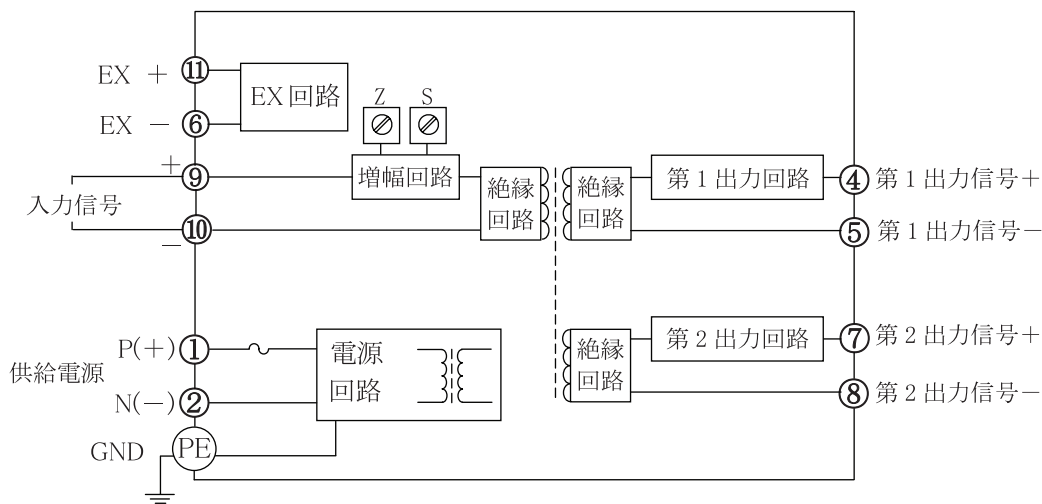 EX +
⑪
EX 回路
EX −
⑥
Z
S
+
⑨
増幅回路
入力信号
⑩
−
絶縁
回路
絶縁
回路
第1出力回路
④
第1出力信号+
⑤
第1出力信号−
P(+)
①
供給電源
N(−)
②
GND
PE
電源
回路
絶縁
回路
第2出力回路
⑦
第2出力信号+
⑧
第2出力信号−